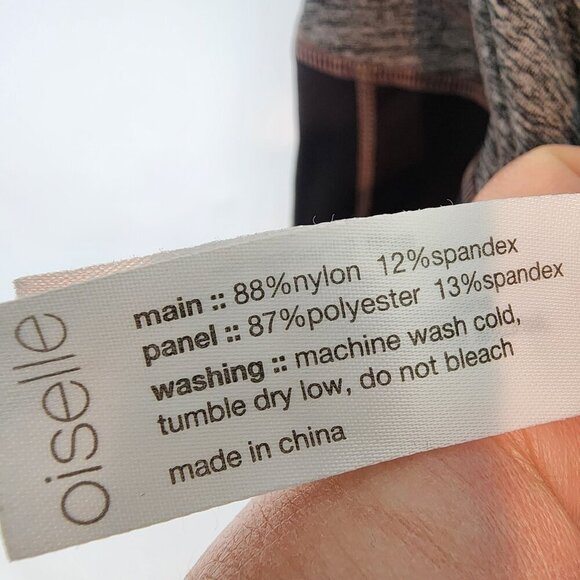 oiselle
main :: 88%nylon 12%spandex
panel :: 87%polyester 13%spandex
washing :: machine wash cold,
tumble dry low, do not bleach
made in china